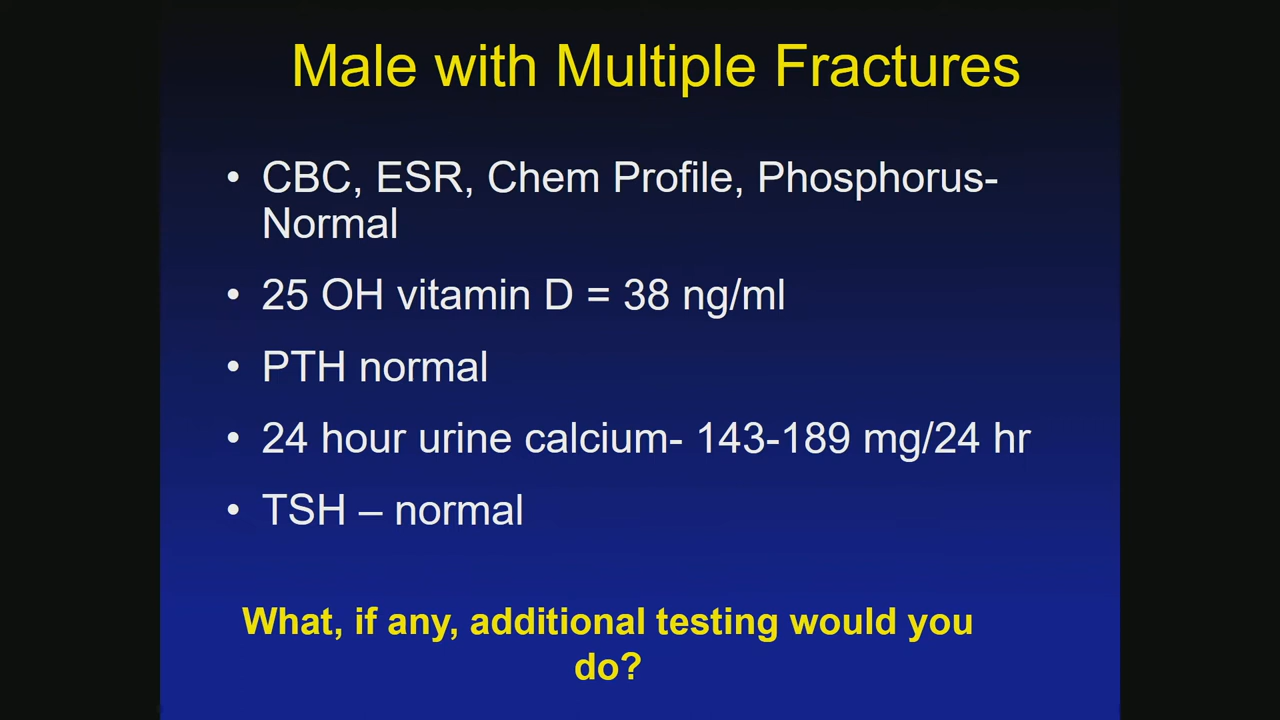 Male with Multiple Fractures
• CBC, ESR, Chem Profile, Phosphorus-
Normal
• 25 OH vitamin D = 38 ng/ml
• PTH normal
• 24 hour urine calcium- 143-189 mg/24 hr
• TSH – normal
What, if any, additional testing would you
do?